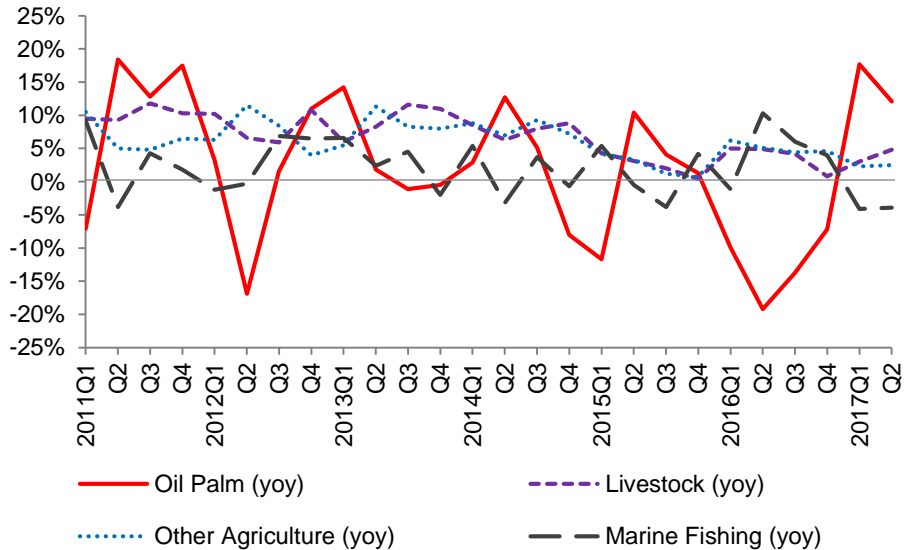 25%
20%
15%
10%
5%
0%
-5%
-10%
-15%
-20%
-25%
2011Q1
Q2
Q3
Q4
2012Q1
Q2
Q3
Q4
2013Q1
Q2
Q3
Q4
2014Q1
Q2
Q3
Q4
2015Q1
Q2
Q3
Q4
2016Q1
Q2
Q3
Q4
2017Q1
Q2
Oil Palm (yoy)
Livestock (yoy)
Other Agriculture (yoy)
Marine Fishing (yoy)